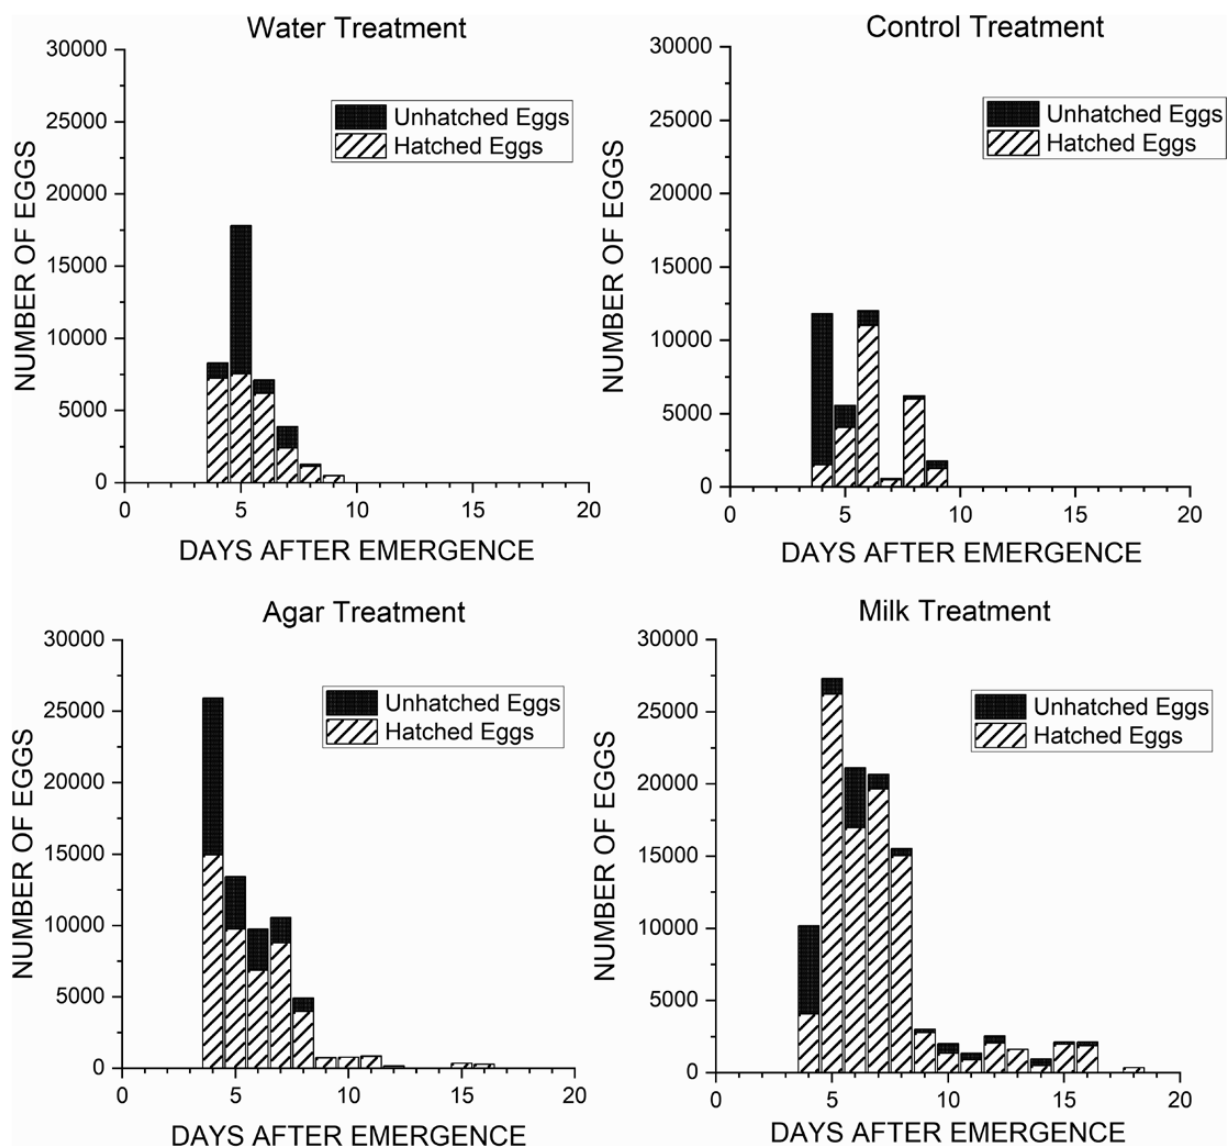 Water Treatment
30000
25000
20000
15000
10000
5000
0
NUMBER OF EGGS
Unhatched Eggs
Hatched Eggs
0 5 10 15 20
DAYS AFTER EMERGENCE
Control Treatment
30000
25000
20000
15000
10000
5000
0
NUMBER OF EGGS
Unhatched Eggs
Hatched Eggs
0 5 10 15 20
DAYS AFTER EMERGENCE
Agar Treatment
30000
25000
20000
15000
10000
5000
0
NUMBER OF EGGS
Unhatched Eggs
Hatched Eggs
0 5 10 15 20
DAYS AFTER EMERGENCE
Milk Treatment
30000
25000
20000
15000
10000
5000
0
NUMBER OF EGGS
Unhatched Eggs
Hatched Eggs
0 5 10 15 20
DAYS AFTER EMERGENCE